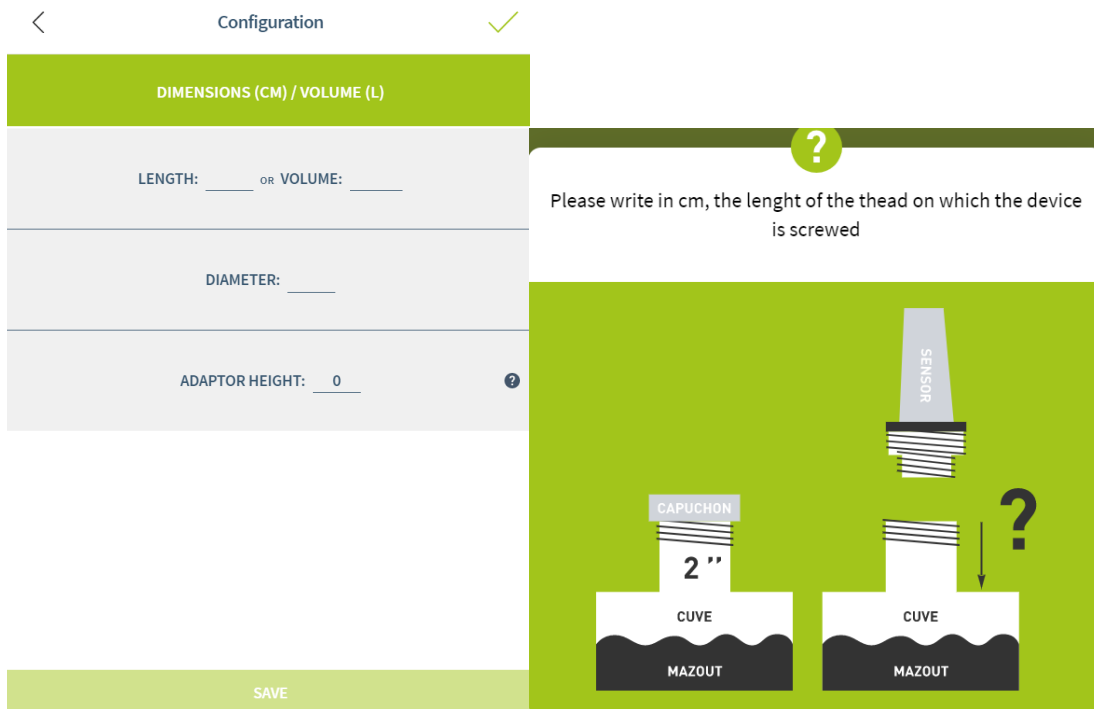 Configuration
DIMENSIONS (CM) / VOLUME (L)
LENGTH: OR VOLUME:
DIAMETER:
ADAPTOR HEIGHT: 0
?
SAVE
?
Please write in cm, the lenght of the thead on which the device
is screwed
SENSOR
CAPUCHON
2 ’’
?
CUVE
MAZOUT
CUVE
MAZOUT